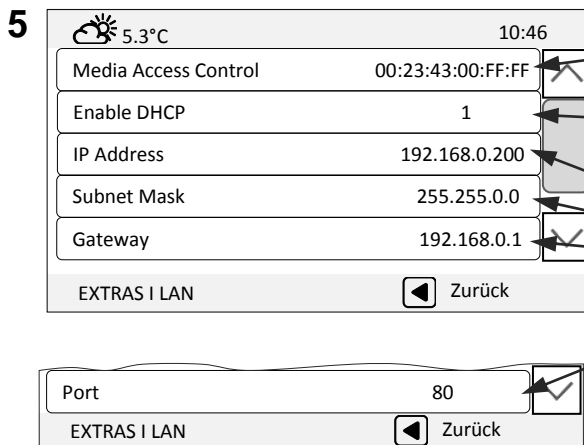 5
5.3°C 10:46
Media Access Control 00:23:43:00:FF:FF
Enable DHCP 1
IP Address 192.168.0.200
Subnet Mask 255.255.0.0
Gateway 192.168.0.1
EXTRAS I LAN Zurück
Port 80
EXTRAS I LAN Zurück